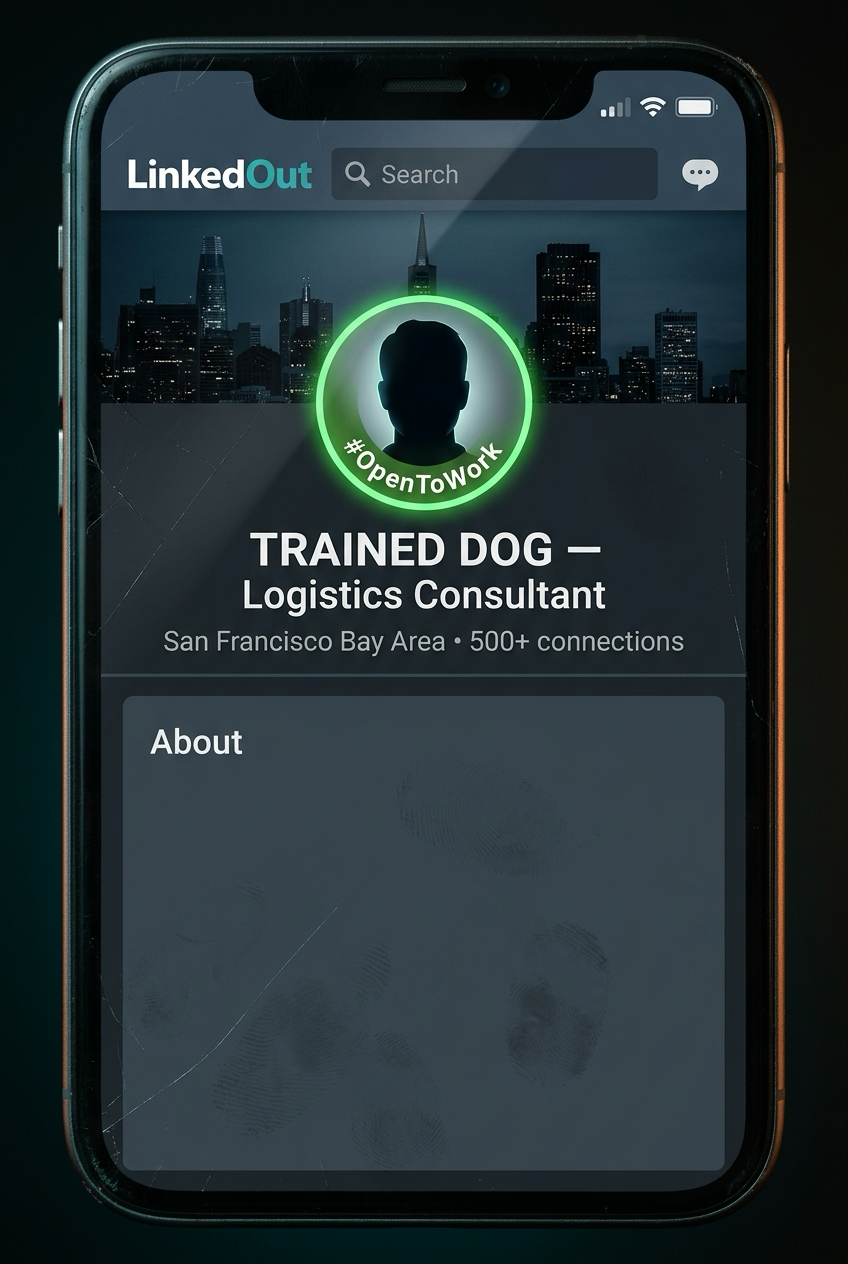 LinkedOut
Search
#OpenToWork
TRAINED DOG —
Logistics Consultant
San Francisco Bay Area • 500+ connections
About